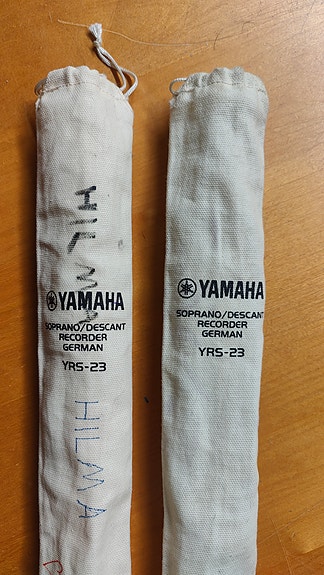 HILMA
YAMAHA
SOPRANO/DESCANT
RECORDER
GERMAN
YRS-23
HILMA
YAMAHA
SOPRANO/DESCANT
RECORDER
GERMAN
YRS-23